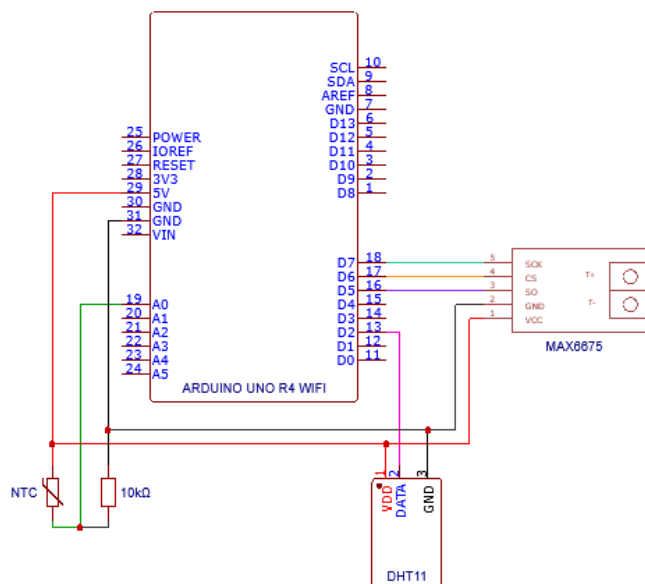 SCL 10
SDA 9
AREF 8
GND 7
D13 6
D12 5
D11 4
D10 3
D9 2
D8 1
25 POWER
26 IOREF
27 RESET
28 3V3
29 5V
30 GND
31 GND
32 VIN
D7 18
D6 17
D5 16
D4 15
D3 14
D2 13
D1 12
D0 11
19 A0
20 A1
21 A2
22 A3
23 A4
24 A5
ARDUINO UNO R4 WIFI
5 SCK
4 CS
3 SO
2 GND
1 VCC
T+
T-
MAX6675
NTC
10kΩ
1 VDD
2 DATA
3 GND
DHT11